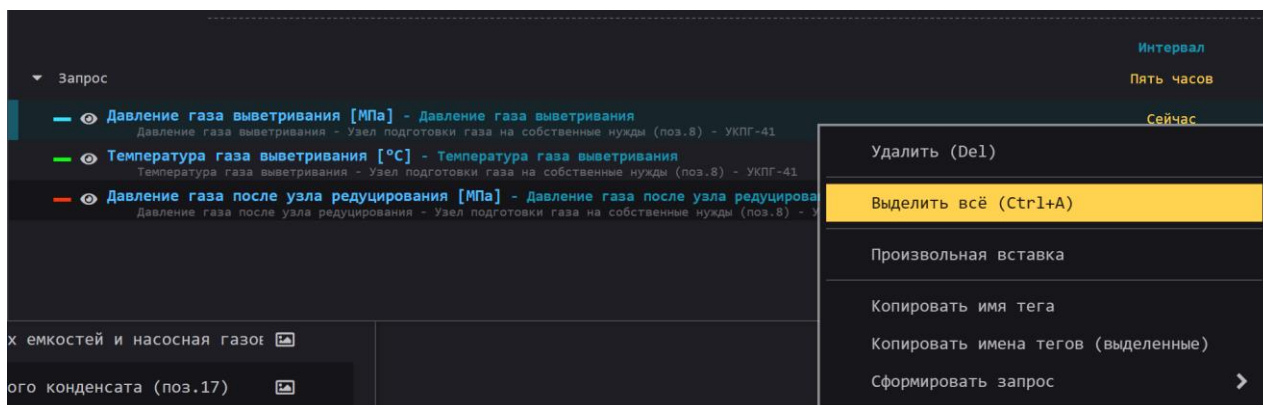 Интервал
Запрос
Пять часов
Давление газа выветривания [МПа] - Давление газа выветривания
Сейчас
Давление газа выветривания - Узел подготовки газа на собственные нужды (поз.8) - УКПГ-41
Температура газа выветривания [°C] - Температура газа выветривания
Температура газа выветривания - Узел подготовки газа на собственные нужды (поз.8) - УКПГ-41
Давление газа после узла редуцирования [МПа] - Давление газа после узла редуцирова
Давление газа после узла редуцирования - Узел подготовки газа на собственные нужды (поз.8) - У
Удалить (Del)
Выделить всё (Ctrl+A)
Произвольная вставка
Копировать имя тега
Копировать имена тегов (выделенные)
Сформировать запрос
х емкостей и насосная газов
ого конденсата (поз.17)